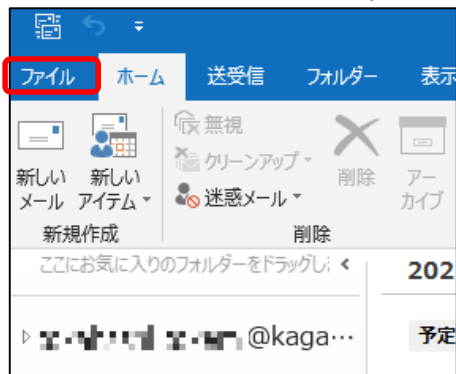 ファイル ホーム 送受信 フォルダー 表示
無視
クリーンアップ
新しい 新しい 削除 アー
メール アイテム 迷惑メール カイブ
新規作成 削除
ここにお気に入りのフォルダーをドラッグし
202
@kaga… 予定